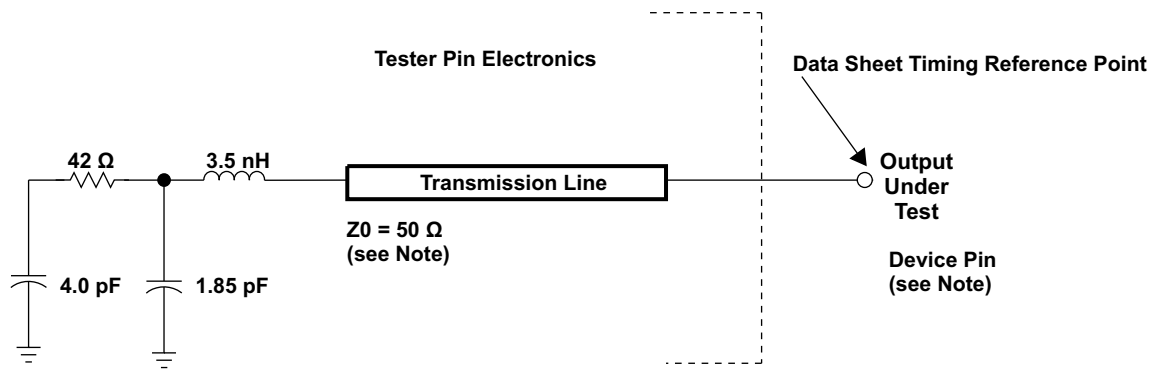 Tester Pin Electronics
Data Sheet Timing Reference Point
42 Ω
3.5 nH
Transmission Line
Output
Under
Test
Z0 = 50 Ω
(see Note)
4.0 pF
1.85 pF
Device Pin
(see Note)